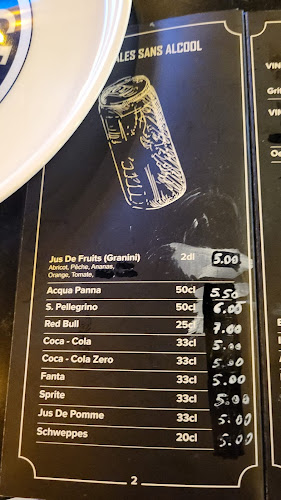 ALES SANS ALCOOL
Jus De Fruits (Granini) 2dl 5.00
Abricot, Pêche, Ananas,
Orange, Tomate,
Acqua Panna 50cl 5.50
S. Pellegrino 50cl 6.00
Red Bull 25cl 7.00
Coca - Cola 33cl 5.00
Coca - Cola Zero 33cl 5.00
Fanta 33cl 5.00
Sprite 33cl 5.00
Jus De Pomme 33cl 5.00
Schweppes 20cl 5.00
2
VIN
Grit
VIN